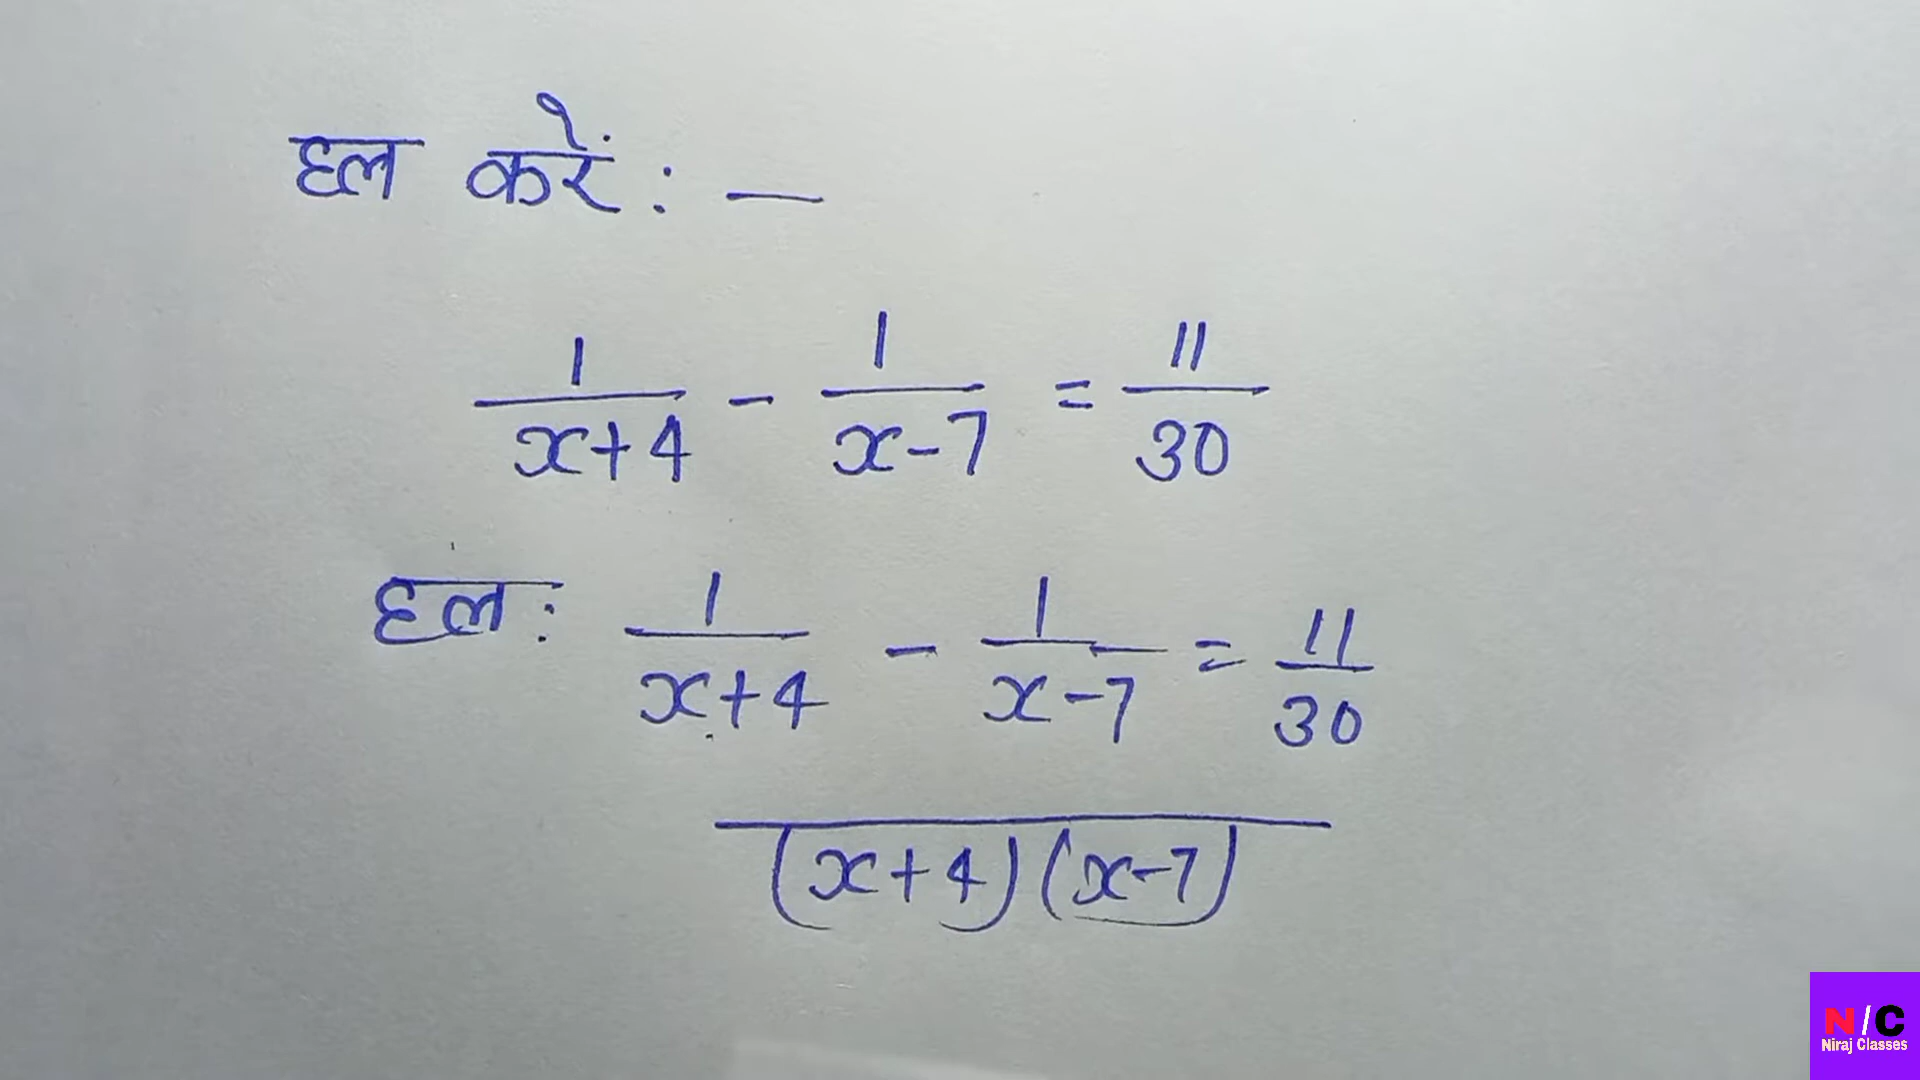 हल करें : —
1/(x+4) - 1/(x-7) = 11/30
हल : 1/(x+4) - 1/(x-7) = 11/30
(x+4)(x-7)
N/C
Niraj Classes